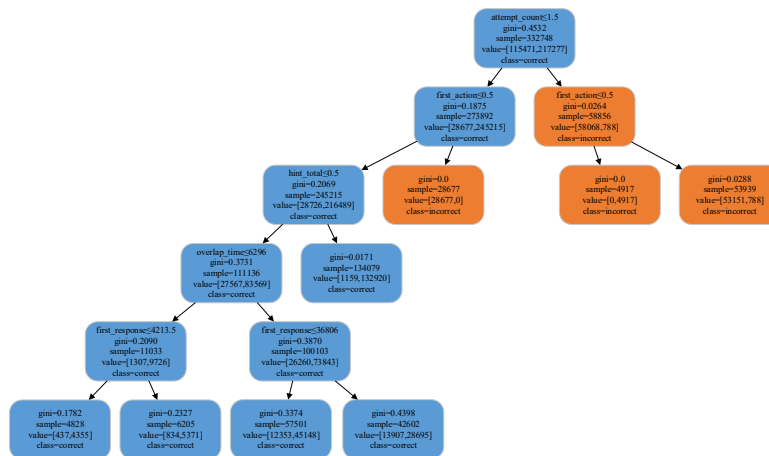 attempt_count≤1.5
gini=0.4532
sample=332748
value=[115471,217277]
class=correct
first_action≤0.5
gini=0.1875
sample=273892
value=[28677,245215]
class=correct
first_action≤0.5
gini=0.0264
sample=58856
value=[58068,788]
class=incorrect
hint_total≤0.5
gini=0.2069
sample=245215
value=[28726,216489]
class=correct
gini=0.0
sample=28677
value=[28677,0]
class=incorrect
gini=0.0
sample=4917
value=[0,4917]
class=incorrect
gini=0.0288
sample=53939
value=[53151,788]
class=incorrect
overlap_time≤6296
gini=0.3731
sample=111136
value=[27567,83569]
class=correct
gini=0.0171
sample=134079
value=[1159,132920]
class=correct
first_response≤4213.5
gini=0.2090
sample=11033
value=[1307,9726]
class=correct
first_response≤36806
gini=0.3870
sample=100103
value=[26260,73843]
class=correct
gini=0.1782
sample=4828
value=[437,4355]
class=correct
gini=0.2327
sample=6205
value=[834,5371]
class=correct
gini=0.3374
sample=57501
value=[12353,45148]
class=correct
gini=0.4398
sample=42602
value=[13907,28695]
class=correct